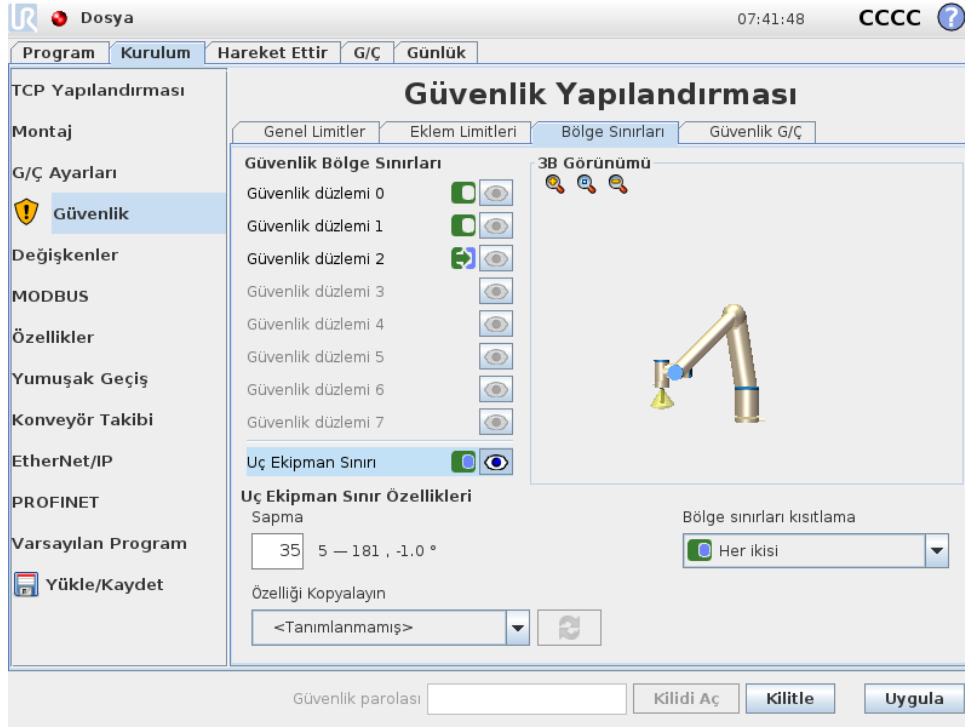 UR Dosya 07:41:48 CCCC ?
Program Kurulum Hareket Ettir G/Ç Günlük
TCP Yapılandırması
Montaj
G/Ç Ayarları
Güvenlik
Değişkenler
MODBUS
Özellikler
Yumuşak Geçiş
Konveyör Takibi
EtherNet/IP
PROFINET
Varsayılan Program
Yükle/Kaydet
Güvenlik Yapılandırması
Genel Limitler Eklem Limitleri Bölge Sınırları Güvenlik G/Ç
Güvenlik Bölge Sınırları
Güvenlik düzlemi 0
Güvenlik düzlemi 1
Güvenlik düzlemi 2
Güvenlik düzlemi 3
Güvenlik düzlemi 4
Güvenlik düzlemi 5
Güvenlik düzlemi 6
Güvenlik düzlemi 7
Uç Ekipman Sınırı
3B Görünümü
Uç Ekipman Sınır Özellikleri
Sapma
35 5 — 181 , -1.0 °
Bölge sınırları kısıtlama
Her ikisi
Özelliği Kopyalayın
<Tanımlanmamış>
Güvenlik parolası Kilidi Aç Kilitle Uygula